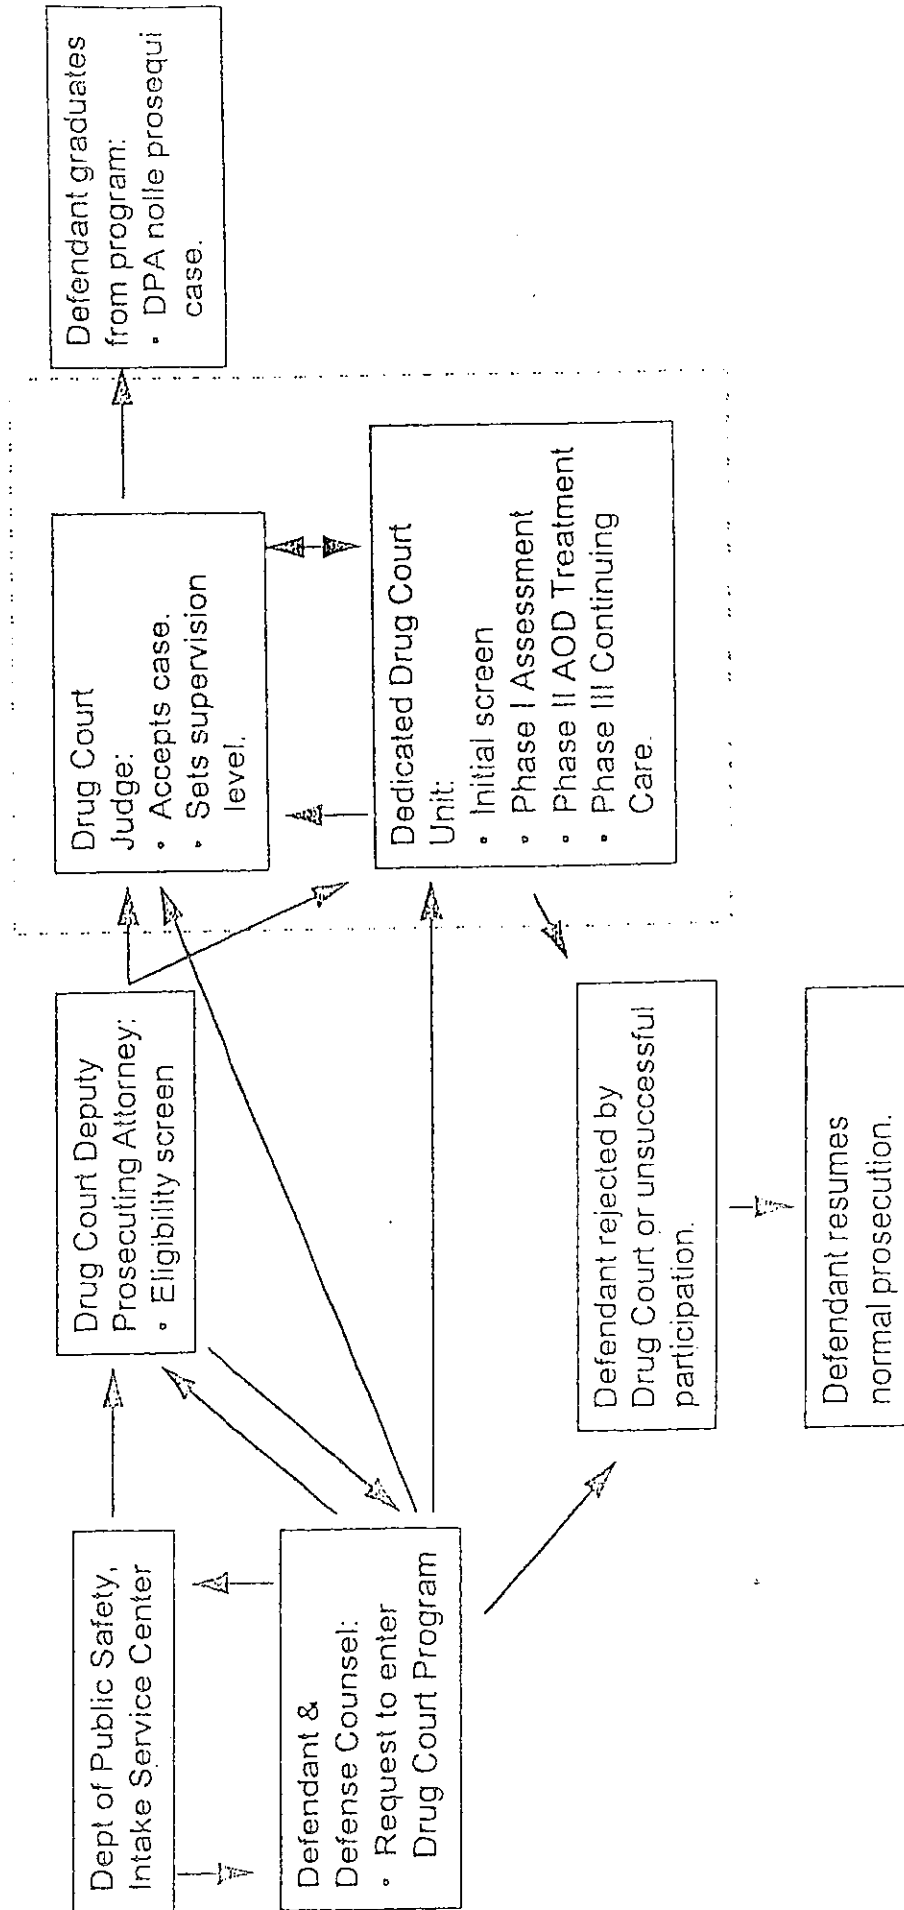 Dept of Public Safety,
Intake Service Center
Defendant &
Defense Counsel:
• Request to enter
Drug Court Program
Drug Court Deputy
Prosecuting Attorney:
• Eligibility screen
Drug Court
Judge:
• Accepts case.
• Sets supervision
level.
Dedicated Drug Court
Unit:
• Initial screen
• Phase I Assessment
• Phase II AOD Treatment
• Phase III Continuing
Care.
Defendant graduates
from program:
• DPA nolle prosequi
case.
Defendant rejected by
Drug Court or unsuccessful
participation.
Defendant resumes
normal prosecution.